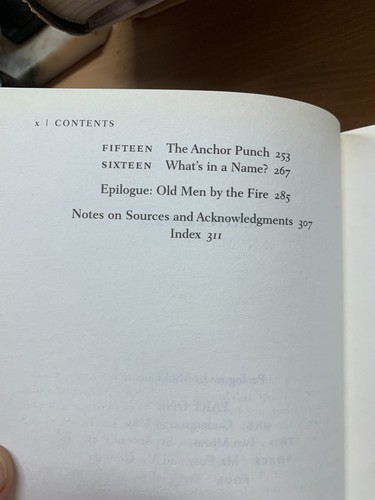 x | CONTENTS
FIFTEEN The Anchor Punch 253
SIXTEEN What's in a Name? 267
Epilogue: Old Men by the Fire 285
Notes on Sources and Acknowledgments 307
Index 311